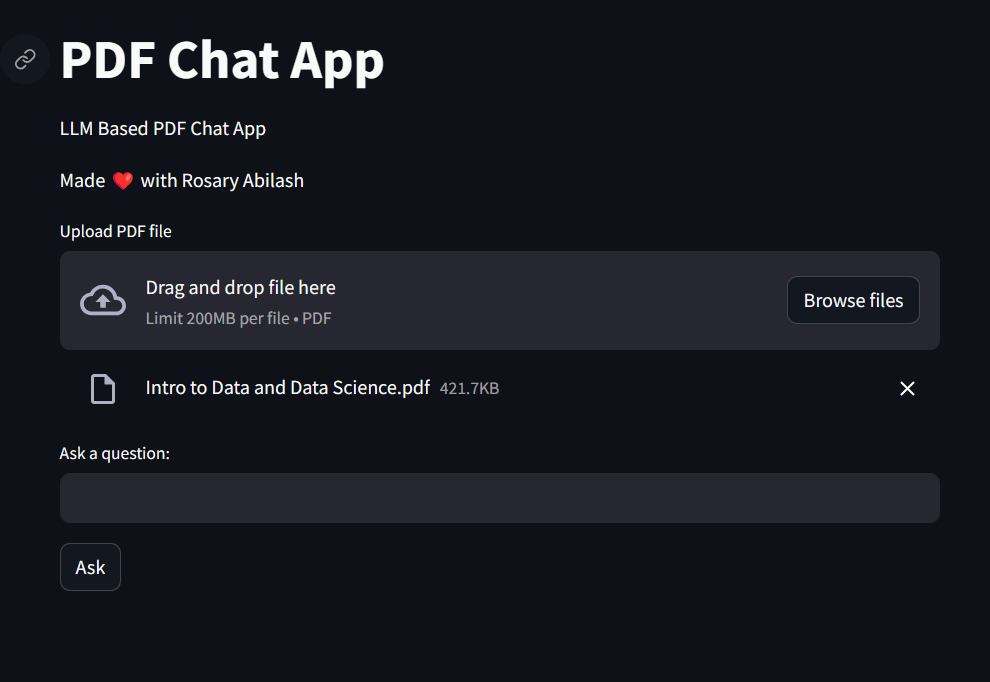 PDF Chat App
LLM Based PDF Chat App
Made ❤️ with Rosary Abilash
Upload PDF file
Drag and drop file here
Limit 200MB per file • PDF
Browse files
Intro to Data and Data Science.pdf 421.7KB
Ask a question:
Ask